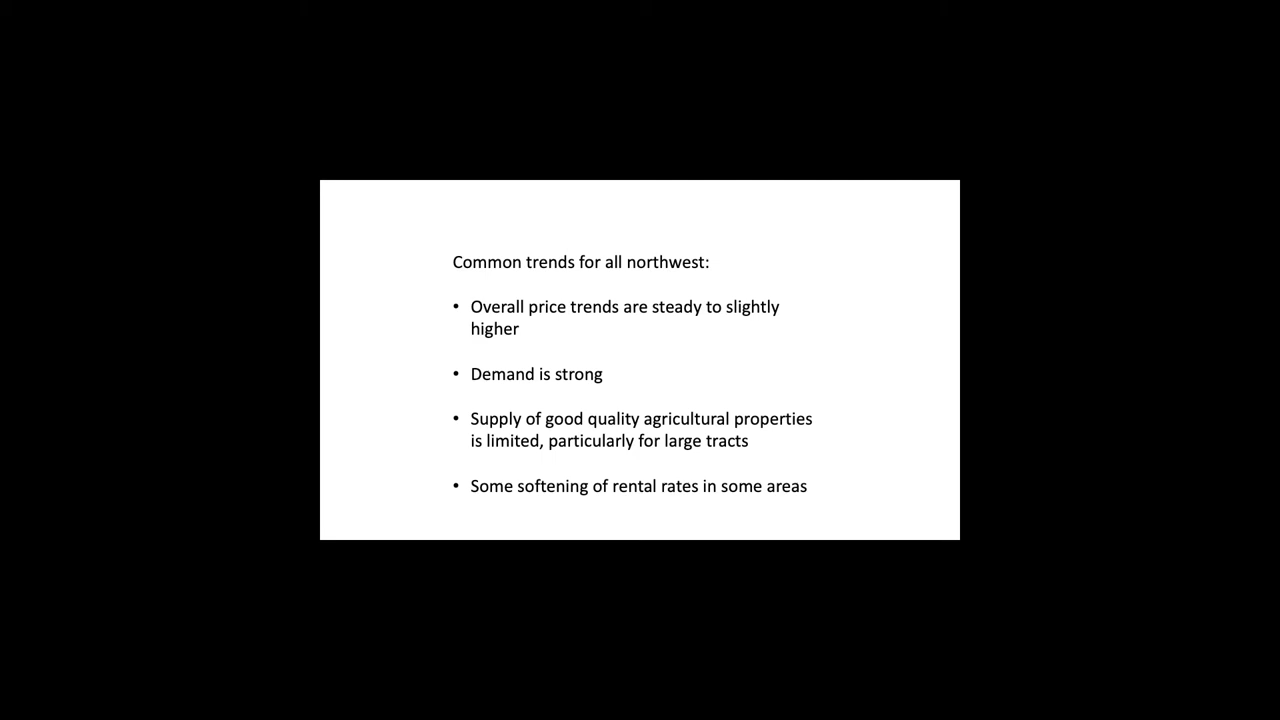 Common trends for all northwest:
• Overall price trends are steady to slightly
higher
• Demand is strong
• Supply of good quality agricultural properties
is limited, particularly for large tracts
• Some softening of rental rates in some areas